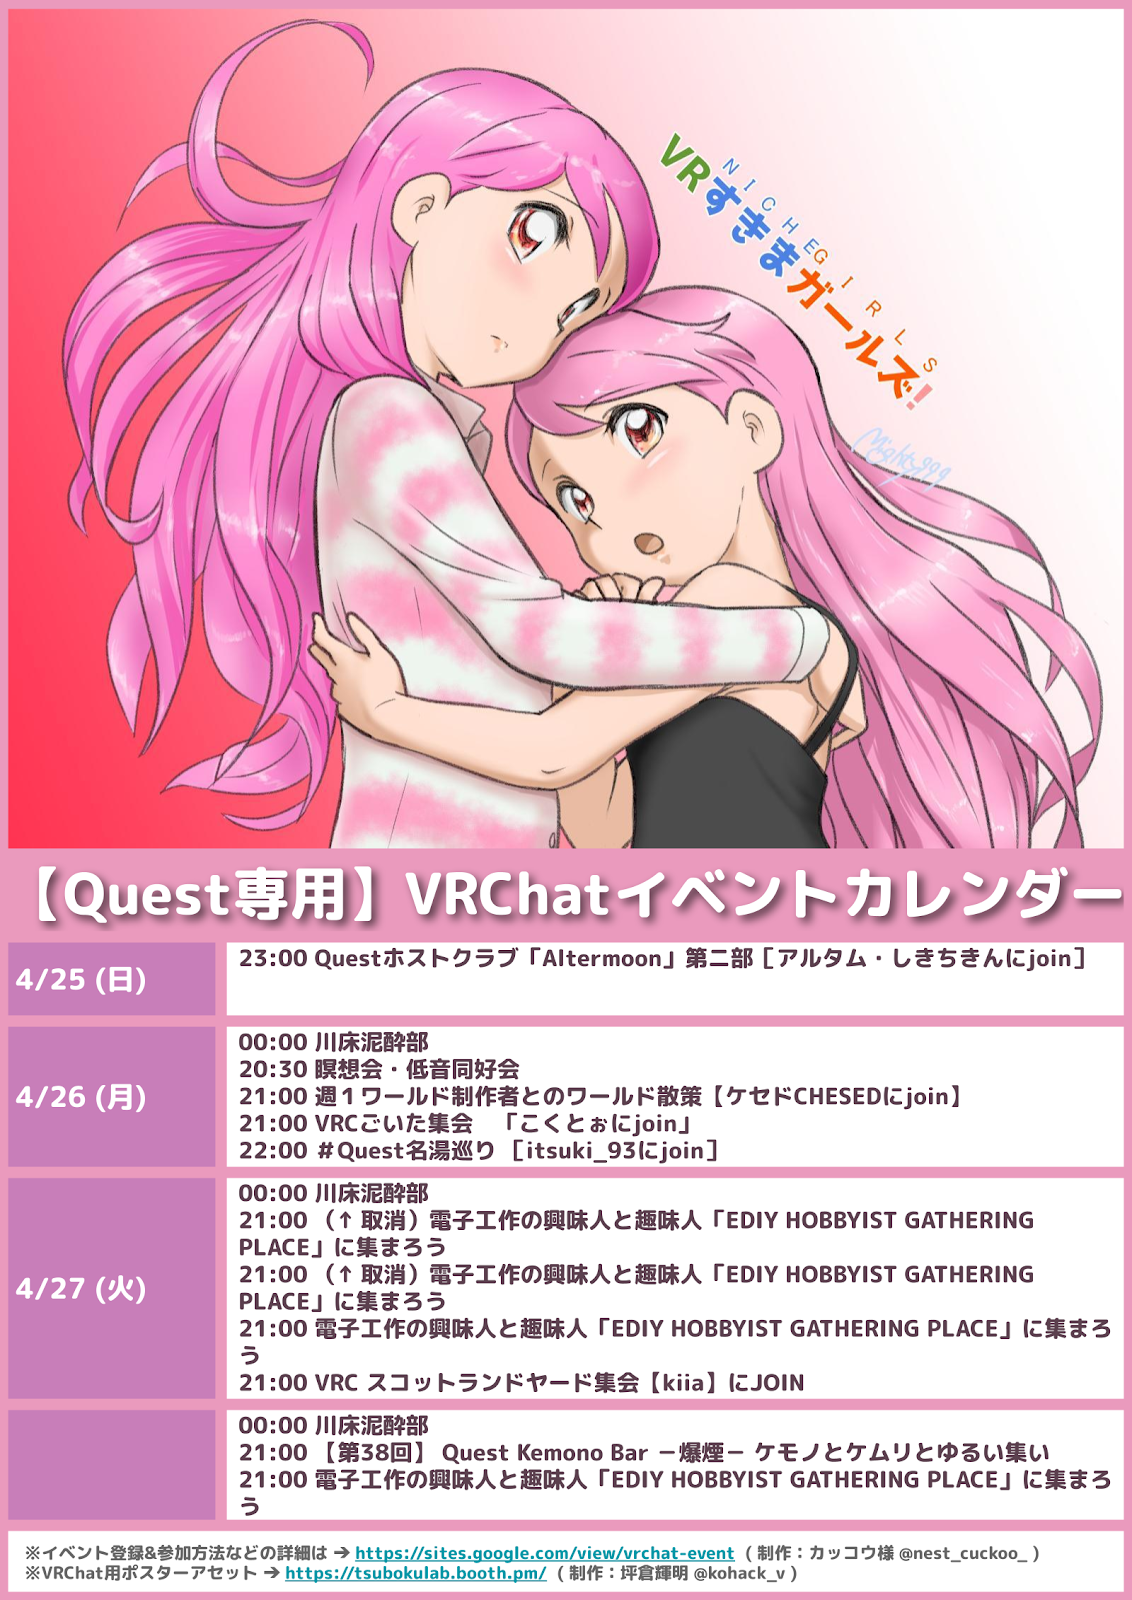 NICHE GIRLS
VRすきまガールズ!
Mighty999
【Quest専用】VRChatイベントカレンダー
4/25 (日)
23:00 Questホストクラブ「Altermoon」第二部［アルタム・しきちきんにjoin］
4/26 (月)
00:00 川床泥酔部
20:30 瞑想会・低音同好会
21:00 週１ワールド制作者とのワールド散策【ケセドCHESEDにjoin】
21:00 VRCごいた集会　「こくとぉにjoin」
22:00 ＃Quest名湯巡り ［itsuki_93にjoin］
4/27 (火)
00:00 川床泥酔部
21:00 （↑ 取消）電子工作の興味人と趣味人「EDIY HOBBYIST GATHERING
PLACE」に集まろう
21:00 （↑ 取消）電子工作の興味人と趣味人「EDIY HOBBYIST GATHERING
PLACE」に集まろう
21:00 電子工作の興味人と趣味人「EDIY HOBBYIST GATHERING PLACE」に集まろ
う
21:00 VRC スコットランドヤード集会【kiia】にJOIN
00:00 川床泥酔部
21:00 【第38回】 Quest Kemono Bar －爆煙－ ケモノとケムリとゆるい集い
21:00 電子工作の興味人と趣味人「EDIY HOBBYIST GATHERING PLACE」に集まろ
う
※イベント登録&参加方法などの詳細は → https://sites.google.com/view/vrchat-event （ 制作：カッコウ様 @nest_cuckoo_ ）
※VRChat用ポスターアセット → https://tsubokulab.booth.pm/ （ 制作：坪倉輝明 @kohack_v ）